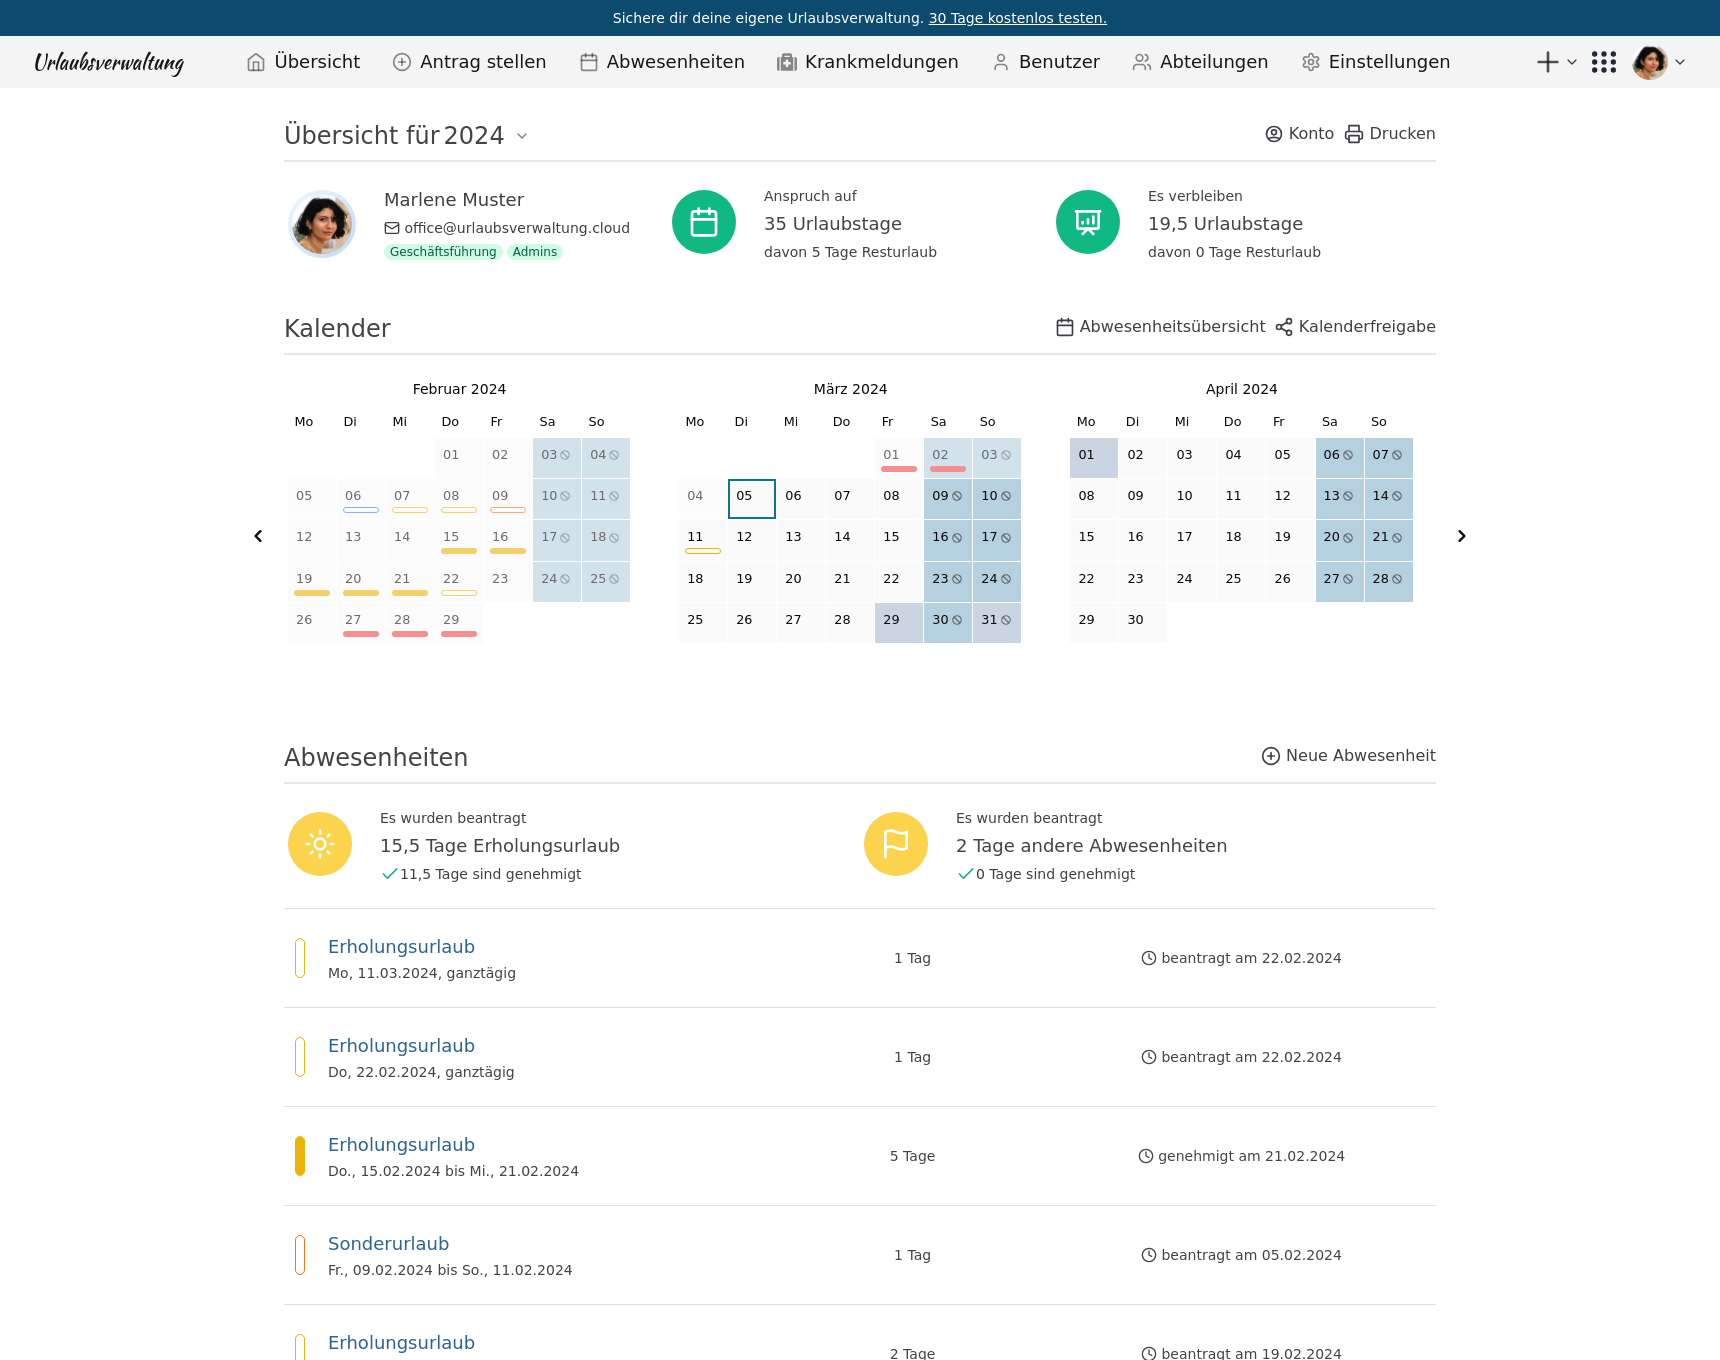 Sichere dir deine eigene Urlaubsverwaltung. 30 Tage kostenlos testen.
Urlaubsverwaltung Übersicht Antrag stellen Abwesenheiten Krankmeldungen Benutzer Abteilungen Einstellungen
Übersicht für 2024 Konto Drucken
Marlene Muster
office@urlaubsverwaltung.cloud
Geschäftsführung Admins
Anspruch auf
35 Urlaubstage
davon 5 Tage Resturlaub
Es verbleiben
19,5 Urlaubstage
davon 0 Tage Resturlaub
Kalender Abwesenheitsübersicht Kalenderfreigabe
Februar 2024
Mo Di Mi Do Fr Sa So
01 02 03 04
05 06 07 08 09 10 11
12 13 14 15 16 17 18
19 20 21 22 23 24 25
26 27 28 29
März 2024
Mo Di Mi Do Fr Sa So
01 02 03
04 05 06 07 08 09 10
11 12 13 14 15 16 17
18 19 20 21 22 23 24
25 26 27 28 29 30 31
April 2024
Mo Di Mi Do Fr Sa So
01 02 03 04 05 06 07
08 09 10 11 12 13 14
15 16 17 18 19 20 21
22 23 24 25 26 27 28
29 30
Abwesenheiten Neue Abwesenheit
Es wurden beantragt
15,5 Tage Erholungsurlaub
11,5 Tage sind genehmigt
Es wurden beantragt
2 Tage andere Abwesenheiten
0 Tage sind genehmigt
Erholungsurlaub
Mo, 11.03.2024, ganztägig
1 Tag
beantragt am 22.02.2024
Erholungsurlaub
Do, 22.02.2024, ganztägig
1 Tag
beantragt am 22.02.2024
Erholungsurlaub
Do., 15.02.2024 bis Mi., 21.02.2024
5 Tage
genehmigt am 21.02.2024
Sonderurlaub
Fr., 09.02.2024 bis So., 11.02.2024
1 Tag
beantragt am 05.02.2024
Erholungsurlaub
2 Tage
beantragt am 19.02.2024